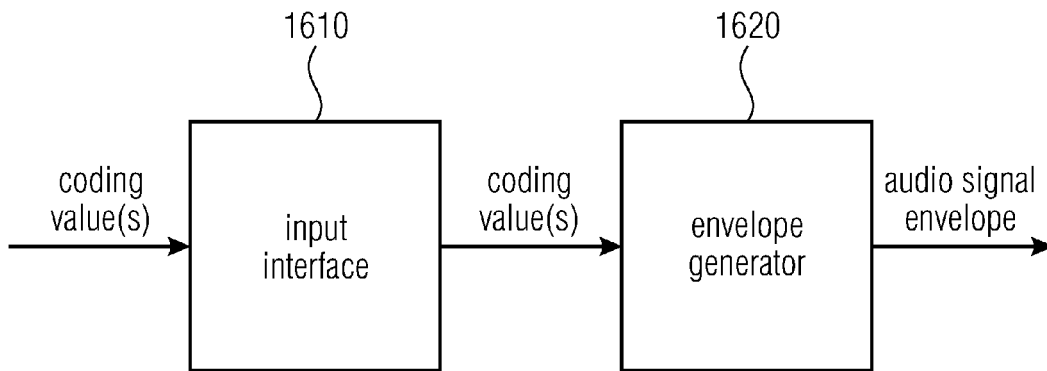 1610
1620
coding
value(s)
input
interface
coding
value(s)
envelope
generator
audio signal
envelope